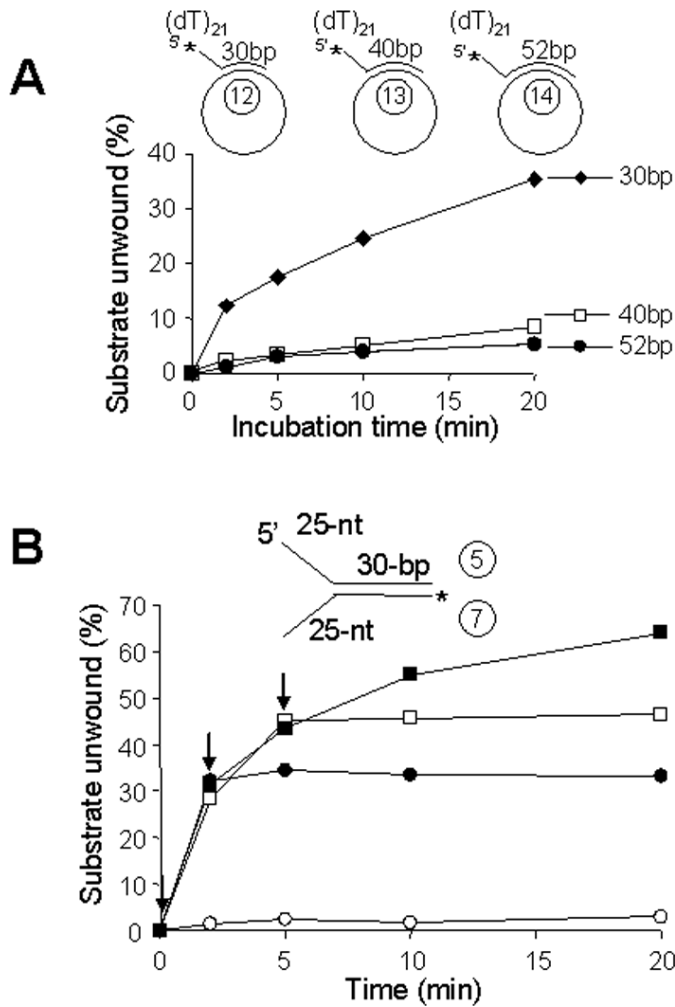 A
(dT)21 (dT)21 (dT)21
5'* 30bp 5'* 40bp 5'* 52bp
12 13 14
Substrate unwound (%)
40
30
20
10
0
30bp
40bp
52bp
0 5 10 15 20
Incubation time (min)
B
5' 25-nt
30-bp 5
* 7
25-nt
Substrate unwound (%)
70
60
50
40
30
20
10
0
0 5 10 15 20
Time (min)